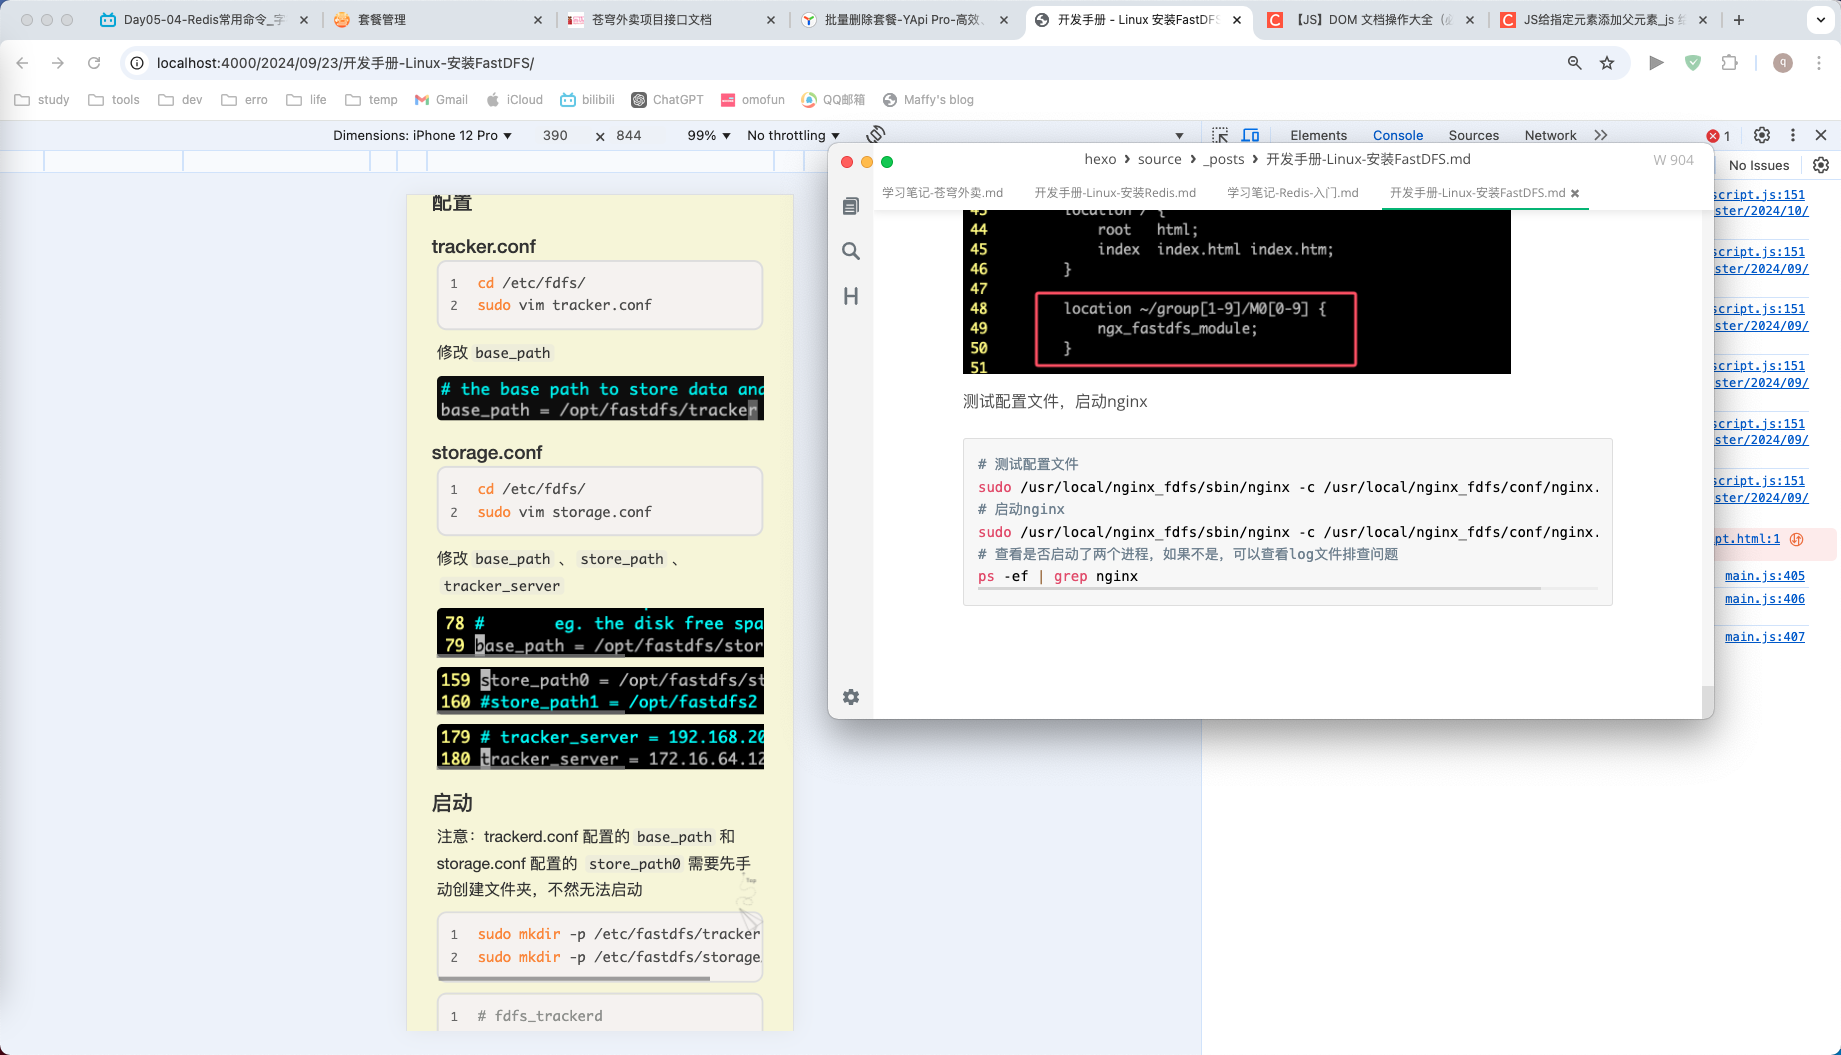 Day05-04-Redis常用命令_字
套餐管理
苍穹外卖项目接口文档
批量删除套餐-YApi Pro-高效、
开发手册 - Linux 安装FastDFS
【JS】DOM 文档操作大全（必
JS给指定元素添加父元素_js 给
localhost:4000/2024/09/23/开发手册-Linux-安装FastDFS/
q
study
tools
dev
erro
life
temp
Gmail
iCloud
bilibili
ChatGPT
omofun
QQ邮箱
Maffy's blog
Dimensions: iPhone 12 Pro
390
×
844
99%
No throttling
Elements
Console
Sources
Network
1
No Issues
配置
tracker.conf
1 cd /etc/fdfs/
2 sudo vim tracker.conf
修改 base_path
# the base path to store data and
base_path = /opt/fastdfs/tracker
storage.conf
1 cd /etc/fdfs/
2 sudo vim storage.conf
修改 base_path 、 store_path 、
tracker_server
78 # eg. the disk free spa
79 base_path = /opt/fastdfs/stor
159 store_path0 = /opt/fastdfs/st
160 #store_path1 = /opt/fastdfs2
179 # tracker_server = 192.168.20
180 tracker_server = 172.16.64.12
启动
注意：trackerd.conf 配置的 base_path 和
storage.conf 配置的 store_path0 需要先手
动创建文件夹，不然无法启动
Top
1 sudo mkdir -p /etc/fastdfs/tracker
2 sudo mkdir -p /etc/fastdfs/storage
1 # fdfs_trackerd
hexo › source › _posts › 开发手册-Linux-安装FastDFS.md
W 904
学习笔记-苍穹外卖.md
开发手册-Linux-安装Redis.md
学习笔记-Redis-入门.md
开发手册-Linux-安装FastDFS.md
43 location / {
44 root html;
45 index index.html index.htm;
46 }
47
48 location ~/group[1-9]/M0[0-9] {
49 ngx_fastdfs_module;
50 }
51
测试配置文件，启动nginx
# 测试配置文件
sudo /usr/local/nginx_fdfs/sbin/nginx -c /usr/local/nginx_fdfs/conf/nginx.
# 启动nginx
sudo /usr/local/nginx_fdfs/sbin/nginx -c /usr/local/nginx_fdfs/conf/nginx.
# 查看是否启动了两个进程，如果不是，可以查看log文件排查问题
ps -ef | grep nginx
script.js:151
ster/2024/10/
script.js:151
ster/2024/09/
script.js:151
ster/2024/09/
script.js:151
ster/2024/09/
script.js:151
ster/2024/09/
script.js:151
ster/2024/09/
pt.html:1
main.js:405
main.js:406
main.js:407